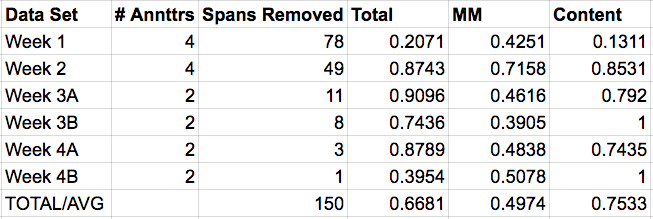 Data Set # Annttrs Spans Removed Total MM Content
Week 1 4 78 0.2071 0.4251 0.1311
Week 2 4 49 0.8743 0.7158 0.8531
Week 3A 2 11 0.9096 0.4616 0.792
Week 3B 2 8 0.7436 0.3905 1
Week 4A 2 3 0.8789 0.4838 0.7435
Week 4B 2 1 0.3954 0.5078 1
TOTAL/AVG 150 0.6681 0.4974 0.7533